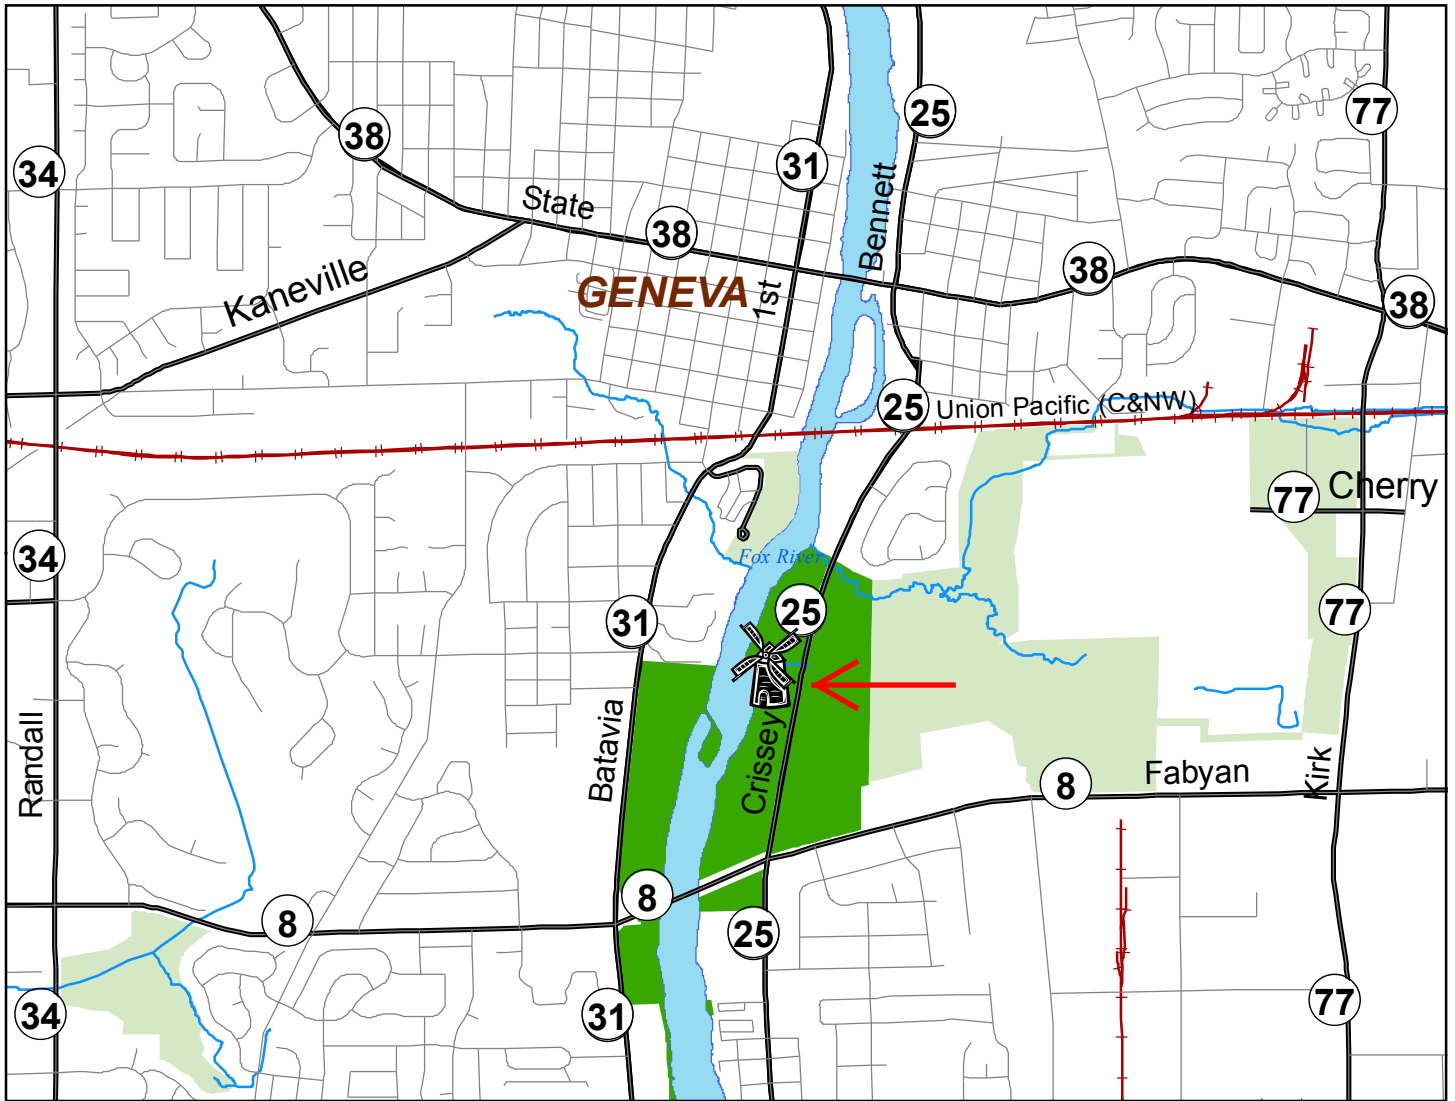 25
77
38
31
34
State
Bennett
38
38
Kaneville
GENEVA
1st
38
25
Union Pacific (C&NW)
Cherry
77
34
Fox River
25
77
31
Randall
Batavia
Crissey
Kirk
Fabyan
8
8
8
25
77
34
31